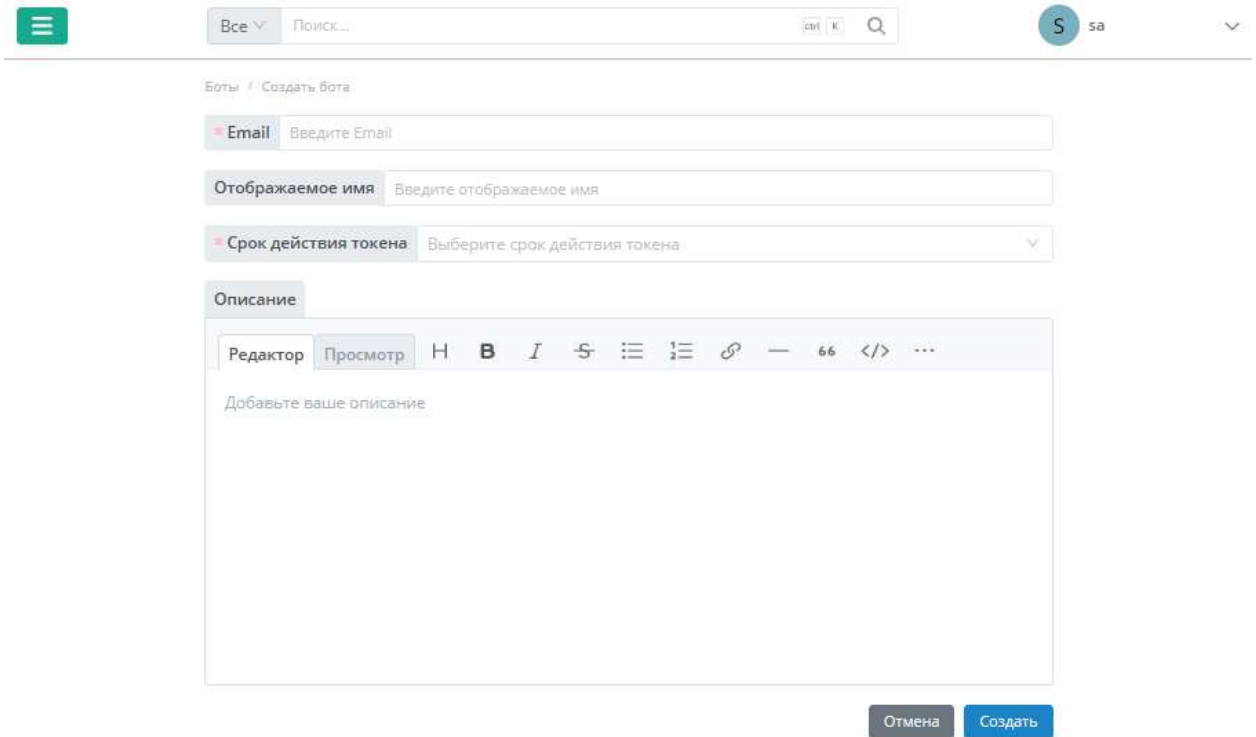 Все Поиск... ctrl K S sa
Боты / Создать бота
* Email Введите Email
Отображаемое имя Введите отображаемое имя
* Срок действия токена Выберите срок действия токена
Описание
Редактор Просмотр H B I S 66 </> ...
Добавьте ваше описание
Отмена Создать